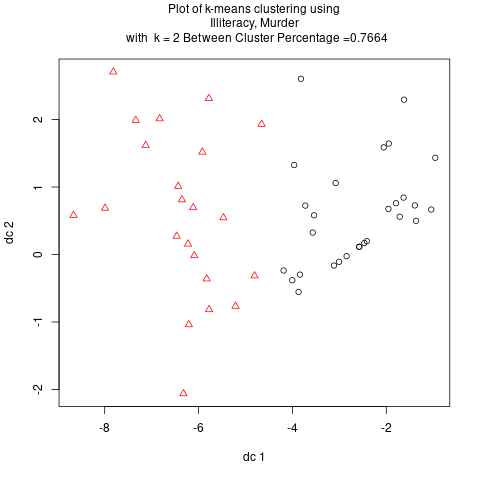 Plot of k-means clustering using
Illiteracy, Murder
with  k = 2 Between Cluster Percentage =0.7664
dc 2
2
1
0
-1
-2
-8
-6
-4
-2
dc 1